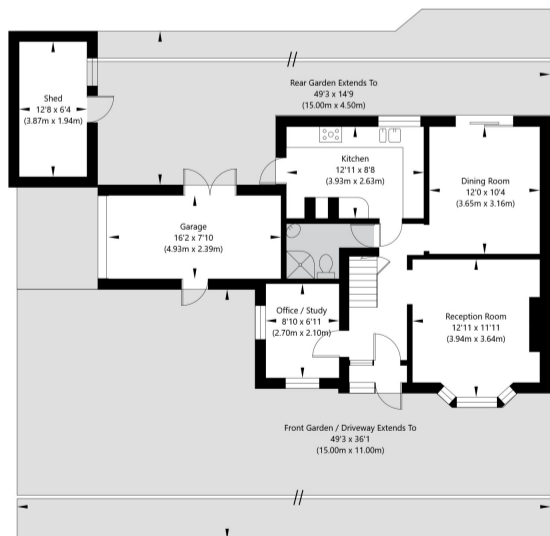 Rear Garden Extends To
49'3 x 14'9
(15.00m x 4.50m)
Shed
12'8 x 6'4
(3.87m x 1.94m)
Kitchen
12'11 x 8'8
(3.93m x 2.63m)
Dining Room
12'0 x 10'4
(3.65m x 3.16m)
Garage
16'2 x 7'10
(4.93m x 2.39m)
Office / Study
8'10 x 6'11
(2.70m x 2.10m)
Reception Room
12'11 x 11'11
(3.94m x 3.64m)
Front Garden / Driveway Extends To
49'3 x 36'1
(15.00m x 11.00m)